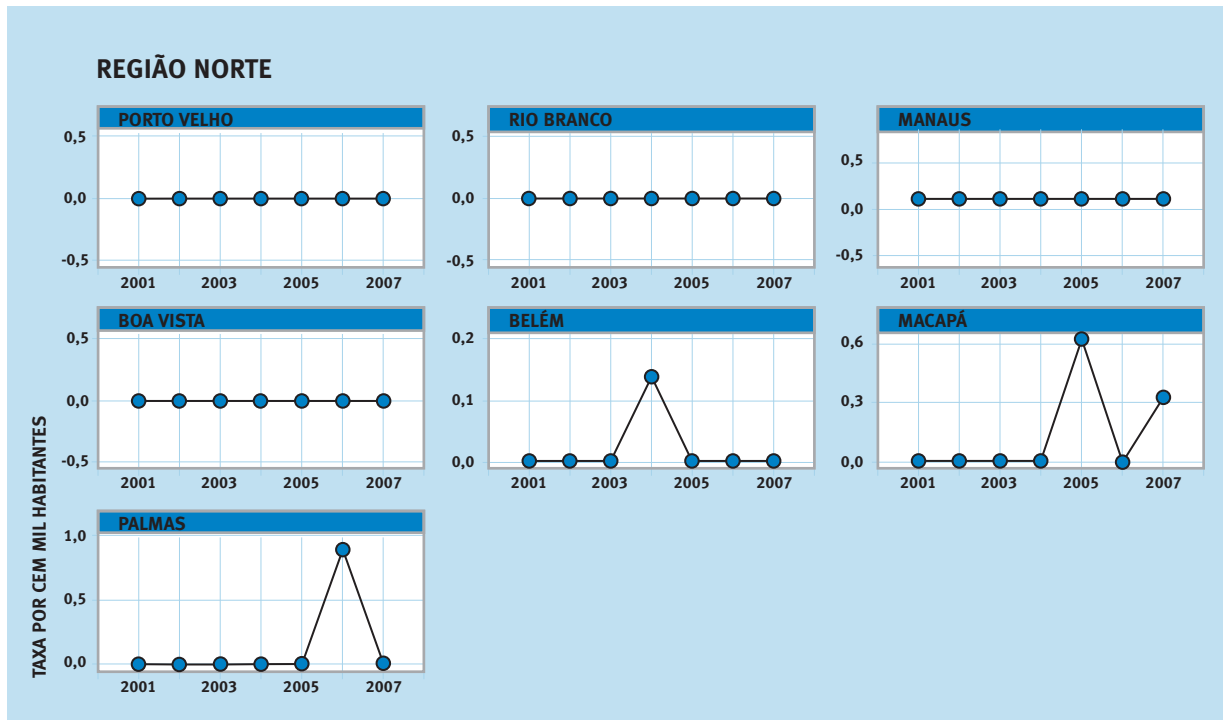 REGIÃO NORTE
PORTO VELHO
0,5
0,0
-0,5
2001 2003 2005 2007
RIO BRANCO
0,5
0,0
-0,5
2001 2003 2005 2007
MANAUS
0,5
0,0
-0,5
2001 2003 2005 2007
BOA VISTA
0,5
0,0
-0,5
2001 2003 2005 2007
BELÉM
0,2
0,1
0,0
2001 2003 2005 2007
MACAPÁ
0,6
0,3
0,0
2001 2003 2005 2007
PALMAS
1,0
0,5
0,0
2001 2003 2005 2007
TAXA POR CEM MIL HABITANTES